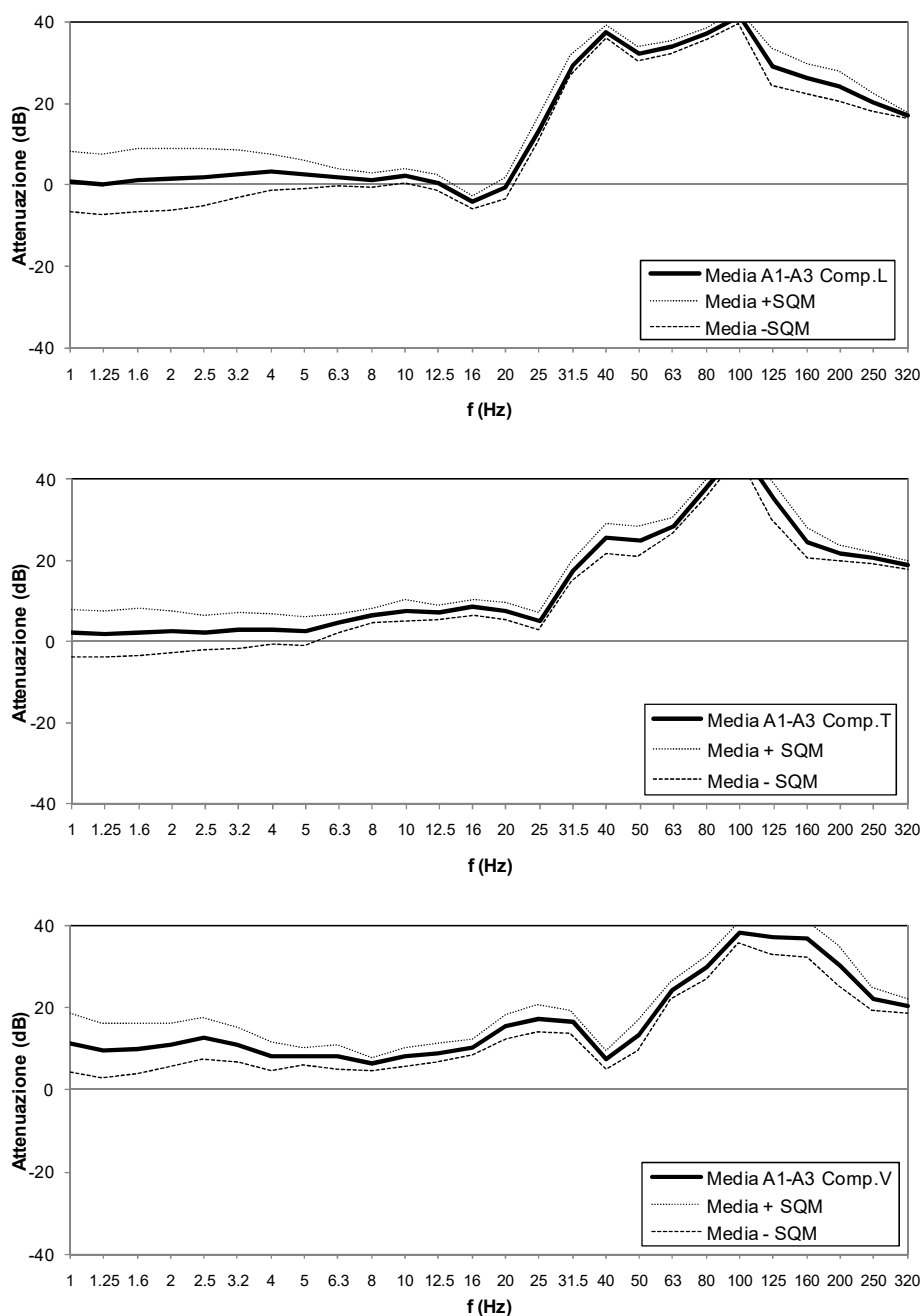 40
20
0
-20
-40
Attenuazione (dB)
Media A1-A3 Comp.L
Media +SQM
Media -SQM
1 1.25 1.6 2 2.5 3.2 4 5 6.3 8 10 12.5 16 20 25 31.5 40 50 63 80 100 125 160 200 250 320
f (Hz)
40
20
0
-20
-40
Attenuazione (dB)
Media A1-A3 Comp.T
Media + SQM
Media - SQM
1 1.25 1.6 2 2.5 3.2 4 5 6.3 8 10 12.5 16 20 25 31.5 40 50 63 80 100 125 160 200 250 320
f (Hz)
40
20
0
-20
-40
Attenuazione (dB)
Media A1-A3 Comp.V
Media + SQM
Media - SQM
1 1.25 1.6 2 2.5 3.2 4 5 6.3 8 10 12.5 16 20 25 31.5 40 50 63 80 100 125 160 200 250 320
f (Hz)